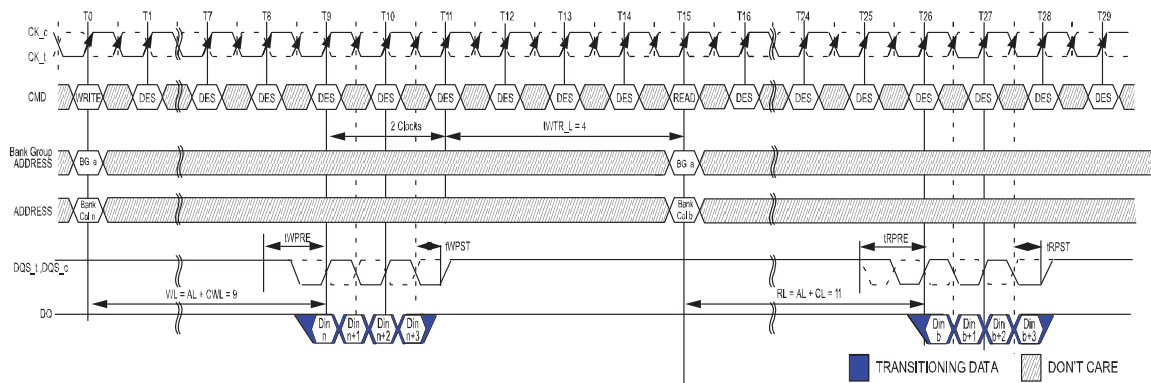 T0 T1 T7 T8 T9 T10 T11 T12 T13 T14 T15 T16 T24 T25 T26 T27 T28 T29
CK_c
CK_t
CMD WRITE DES DES DES DES DES DES DES DES DES READ DES DES DES DES DES DES DES
2 Clocks tWTR_L = 4
Bank Group
ADDRESS BG a BG a
ADDRESS Bank Col n Bank Col b
tWPRE tWPST tRPRE tRPST
DQS_t ,DQS_c
WL = AL + CWL = 9 RL = AL + CL = 11
DQ Din n Din n+1 Din n+2 Din n+3 Din b Din b+1 Din b+2 Din b+3
TRANSITIONING DATA DON'T CARE